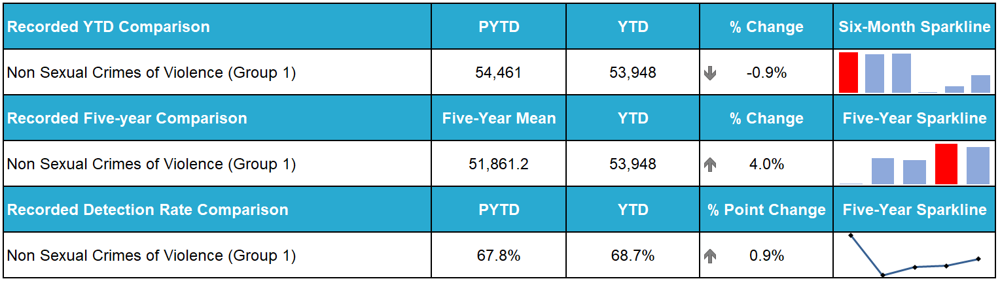 Recorded YTD Comparison PYTD YTD % Change Six-Month Sparkline
Non Sexual Crimes of Violence (Group 1) 54,461 53,948 -0.9%
Recorded Five-year Comparison Five-Year Mean YTD % Change Five-Year Sparkline
Non Sexual Crimes of Violence (Group 1) 51,861.2 53,948 4.0%
Recorded Detection Rate Comparison PYTD YTD % Point Change Five-Year Sparkline
Non Sexual Crimes of Violence (Group 1) 67.8% 68.7% 0.9%